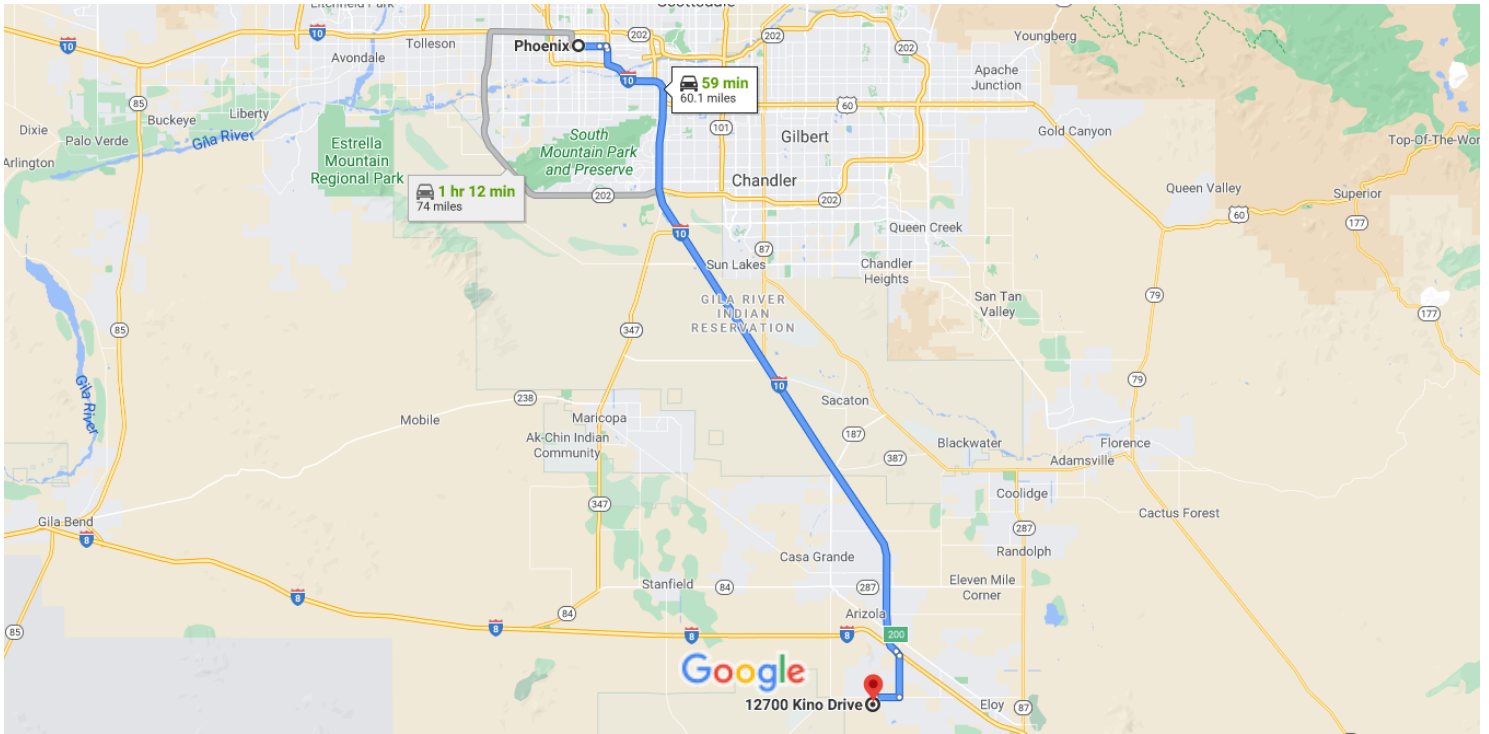 Litchfield Park
Scottsdale
10
10
Tolleson
Avondale
Phoenix
202
202
202
Youngberg
Apache
Junction
10
59 min
60.1 miles
85
Buckeye
Liberty
Dixie
Palo Verde
Arlington
Gila River
Estrella
Mountain
Regional Park
South
Mountain Park
and Preserve
101
60
Gilbert
Gold Canyon
Top-Of-The-Wor
Chandler
1 hr 12 min
74 miles
202
202
Queen Valley
Superior
60
177
10
87
Queen Creek
Sun Lakes
Chandler
Heights
GILA RIVER
INDIAN
RESERVATION
San Tan
Valley
79
177
85
347
Gila River
10
79
238
Mobile
Maricopa
Ak-Chin Indian
Community
Sacaton
187
387
Blackwater
Florence
Adamsville
Coolidge
347
Cactus Forest
Gila Bend
8
287
Randolph
Casa Grande
Stanfield
84
287
Eleven Mile
Corner
8
84
Arizola
85
8
8
8
200
Google
12700 Kino Drive
Eloy
87